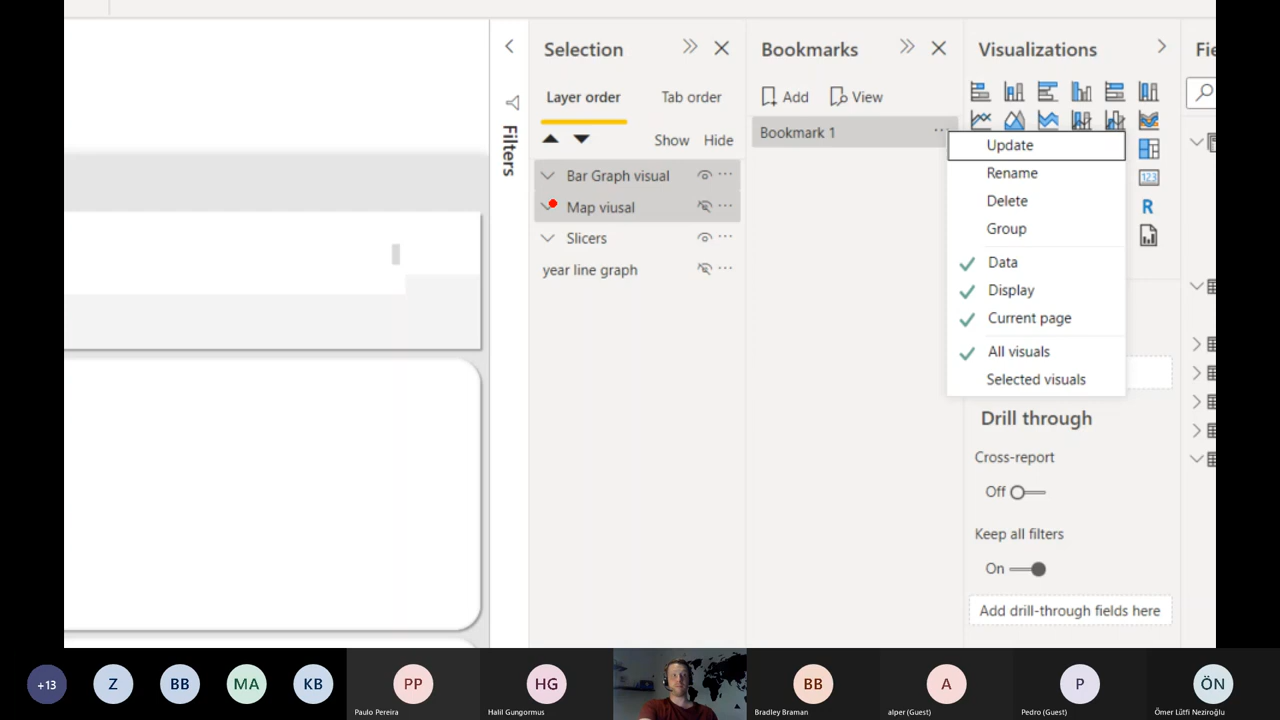 Selection
Layer order
Tab order
Show
Hide
Bar Graph visual
Map viusal
Slicers
year line graph
Filters
Bookmarks
Add
View
Bookmark 1
Update
Rename
Delete
Group
Data
Display
Current page
All visuals
Selected visuals
Visualizations
123
R
Drill through
Cross-report
Off
Keep all filters
On
Add drill-through fields here
Fie
+13
Z
BB
MA
KB
PP
Paulo Pereira
HG
Halil Gungormus
BB
Bradley Braman
A
alper (Guest)
P
Pedro (Guest)
ÖN
Ömer Lütfi Neziroğlu